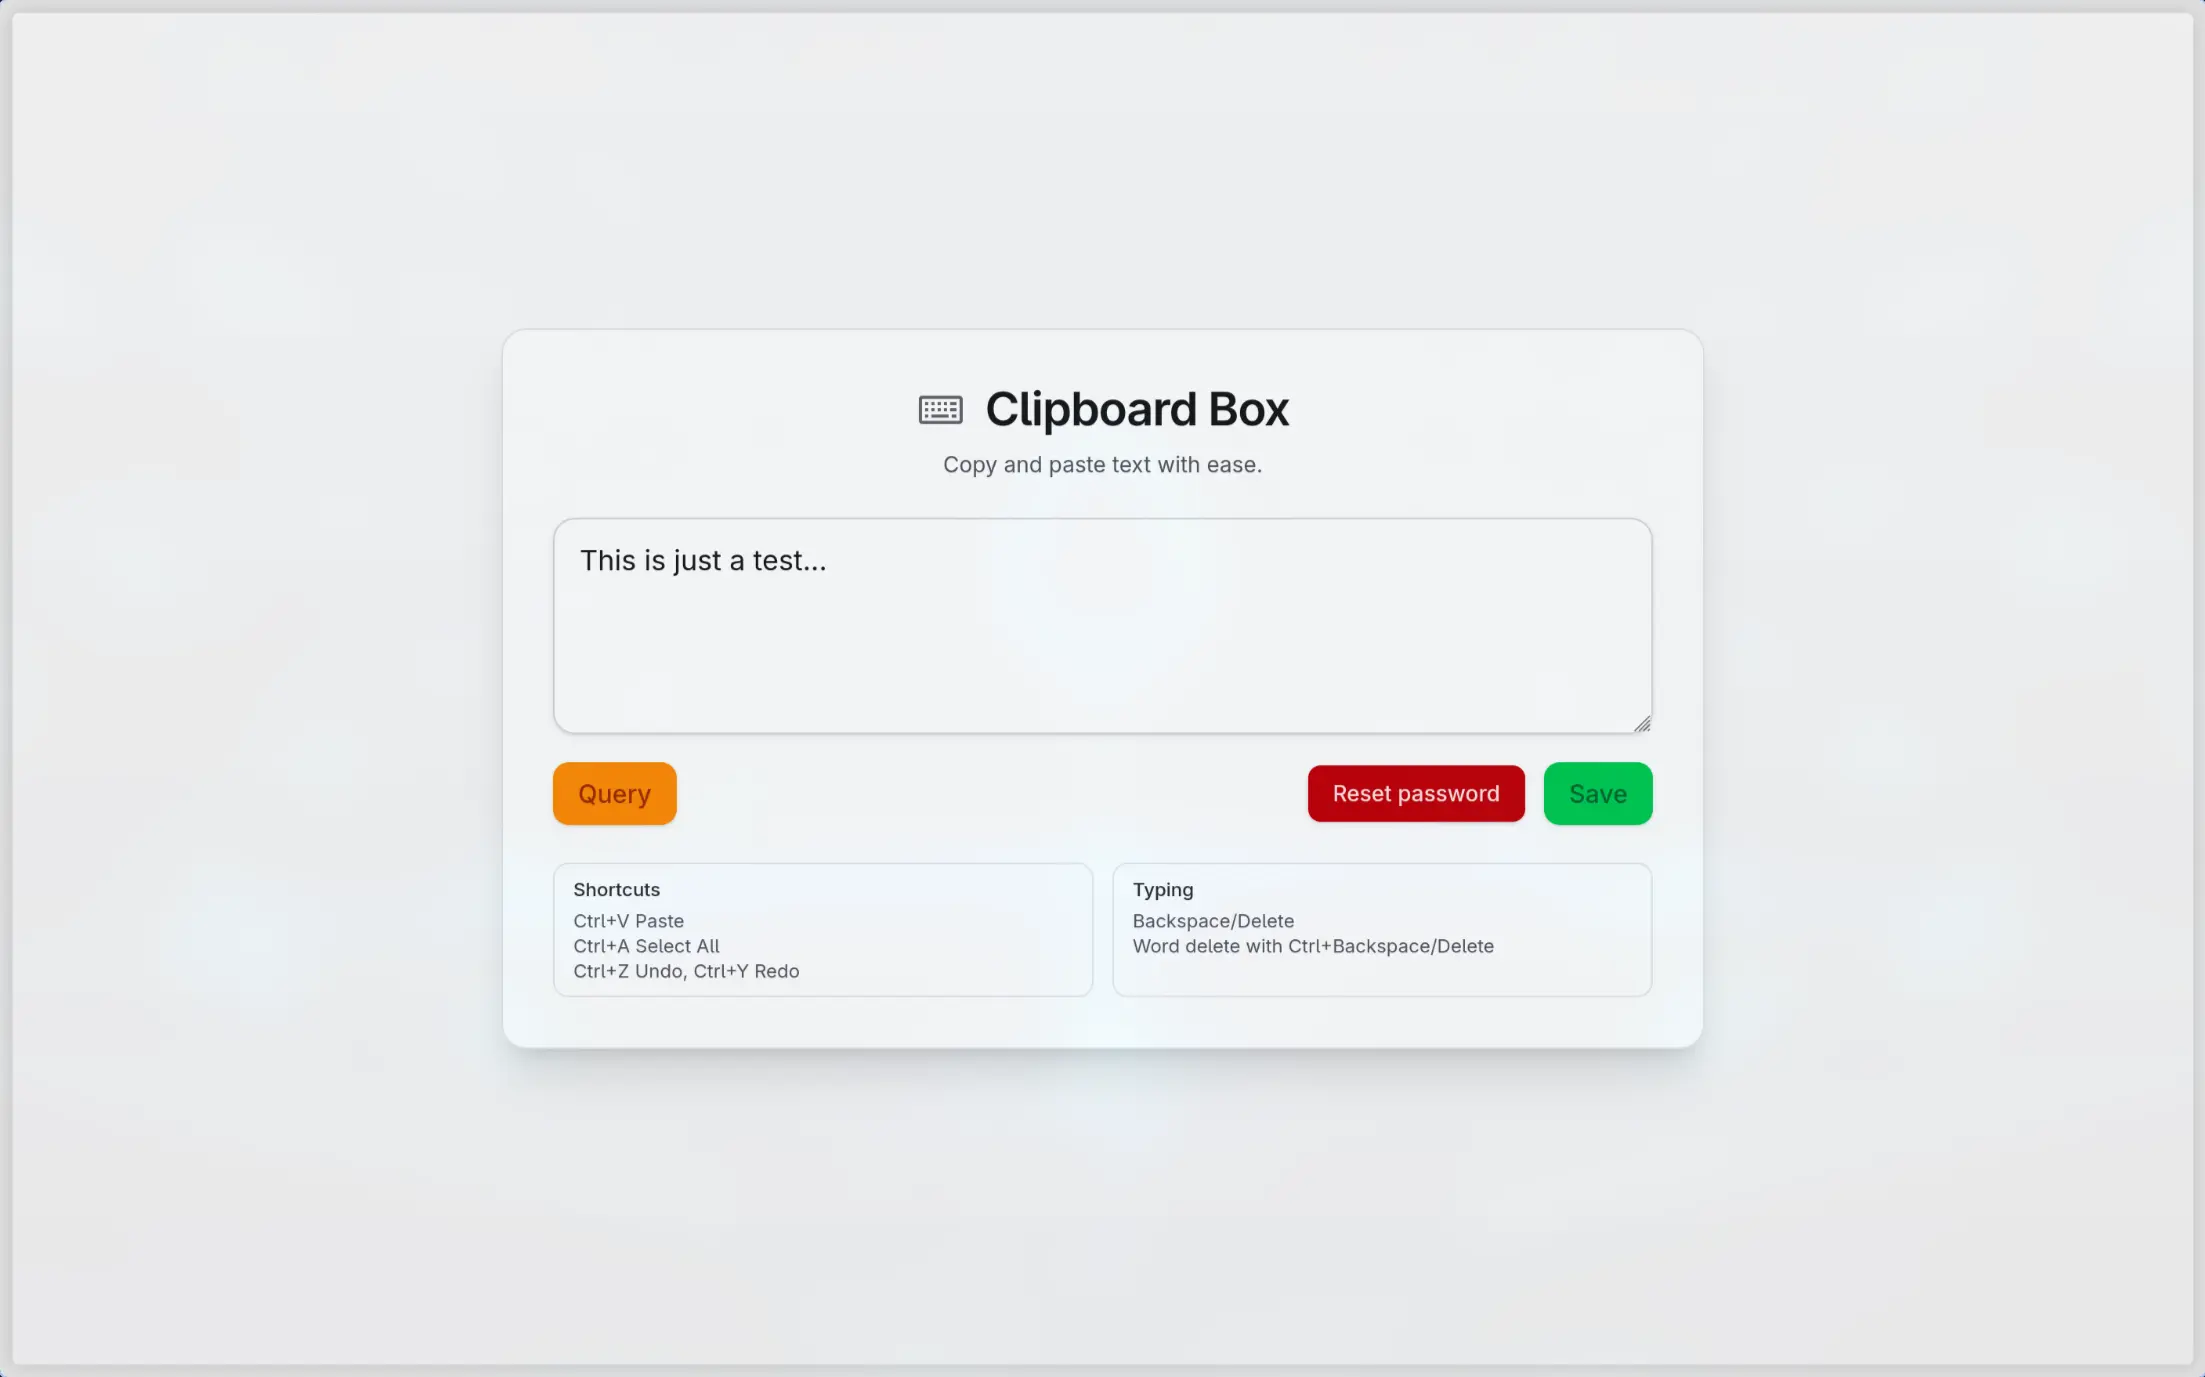 Clipboard Box
Copy and paste text with ease.
This is just a test...
Query
Reset password
Save
Shortcuts
Ctrl+V Paste
Ctrl+A Select All
Ctrl+Z Undo, Ctrl+Y Redo
Typing
Backspace/Delete
Word delete with Ctrl+Backspace/Delete